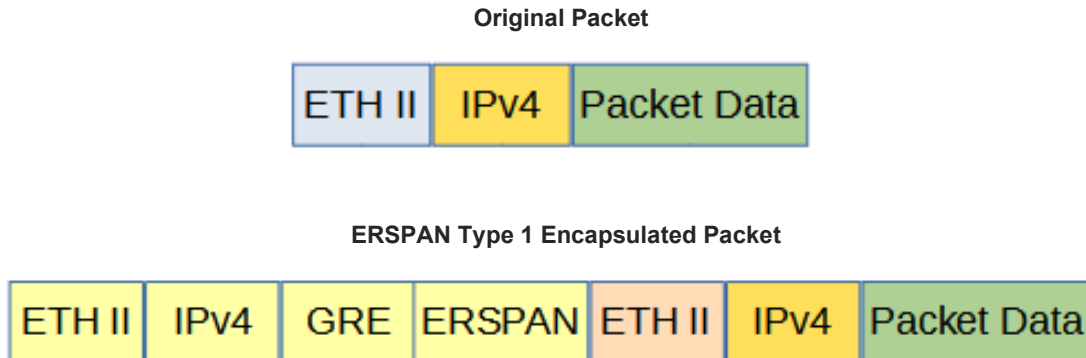 Original Packet
ETH II IPv4 Packet Data
ERSPAN Type 1 Encapsulated Packet
ETH II IPv4 GRE ERSPAN ETH II IPv4 Packet Data